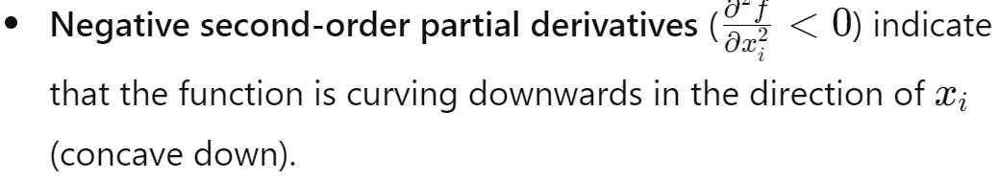 • Negative second-order partial derivatives (∂²f/∂xᵢ² < 0) indicate
that the function is curving downwards in the direction of xᵢ
(concave down).